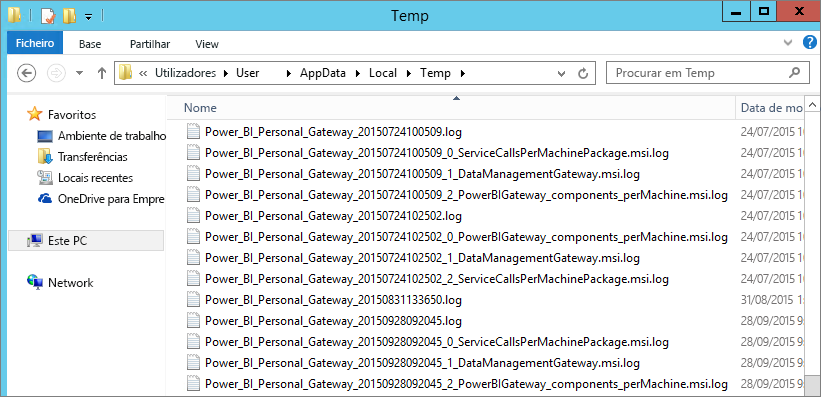 Temp
Ficheiro Base Partilhar View
« Utilizadores User AppData Local Temp Procurar em Temp
Nome Data de mo
Favoritos
Ambiente de trabalho
Transferências
Locais recentes
OneDrive para Empre
Este PC
Network
Power_BI_Personal_Gateway_20150724100509.log 24/07/2015 1
Power_BI_Personal_Gateway_20150724100509_0_ServiceCallsPerMachinePackage.msi.log 24/07/2015 1
Power_BI_Personal_Gateway_20150724100509_1_DataManagementGateway.msi.log 24/07/2015 1
Power_BI_Personal_Gateway_20150724100509_2_PowerBIGateway_components_perMachine.msi.log 24/07/2015 1
Power_BI_Personal_Gateway_20150724102502.log 24/07/2015 1
Power_BI_Personal_Gateway_20150724102502_0_PowerBIGateway_components_perMachine.msi.log 24/07/2015 1
Power_BI_Personal_Gateway_20150724102502_1_DataManagementGateway.msi.log 24/07/2015 1
Power_BI_Personal_Gateway_20150724102502_2_ServiceCallsPerMachinePackage.msi.log 24/07/2015 1
Power_BI_Personal_Gateway_20150831133650.log 31/08/2015 1
Power_BI_Personal_Gateway_20150928092045.log 28/09/2015 9
Power_BI_Personal_Gateway_20150928092045_0_ServiceCallsPerMachinePackage.msi.log 28/09/2015 9
Power_BI_Personal_Gateway_20150928092045_1_DataManagementGateway.msi.log 28/09/2015 9
Power_BI_Personal_Gateway_20150928092045_2_PowerBIGateway_components_perMachine.msi.log 28/09/2015 9